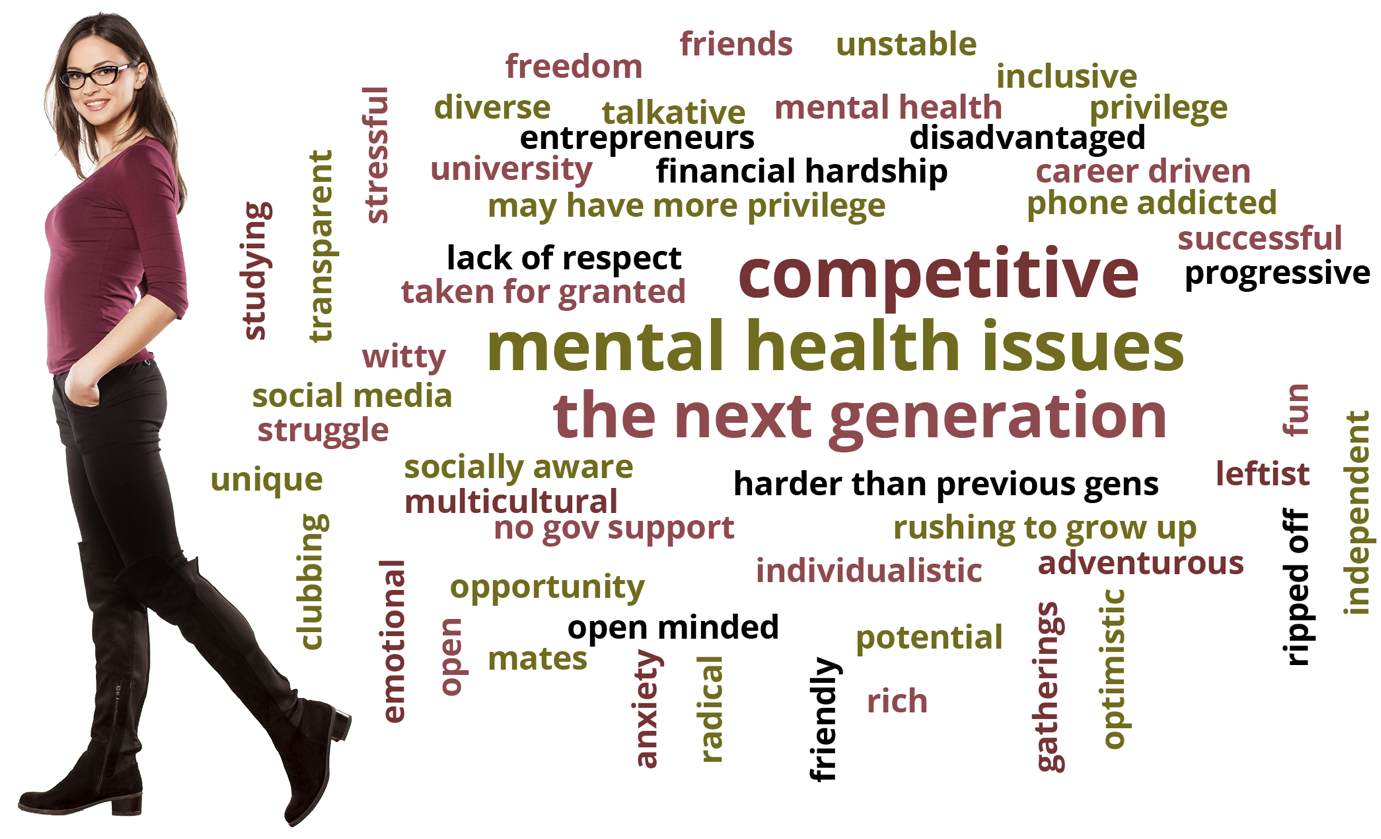 friends
unstable
freedom
inclusive
diverse
talkative
mental health
privilege
stressful
entrepreneurs
disadvantaged
university
financial hardship
career driven
transparent
may have more privilege
phone addicted
studying
successful
lack of respect
competitive
progressive
taken for granted
mental health issues
witty
social media
the next generation
fun
struggle
independent
socially aware
unique
harder than previous gens
leftist
multicultural
no gov support
rushing to grow up
clubbing
ripped off
individualistic
adventurous
emotional
opportunity
open
open minded
potential
gatherings
optimistic
mates
anxiety
radical
friendly
rich